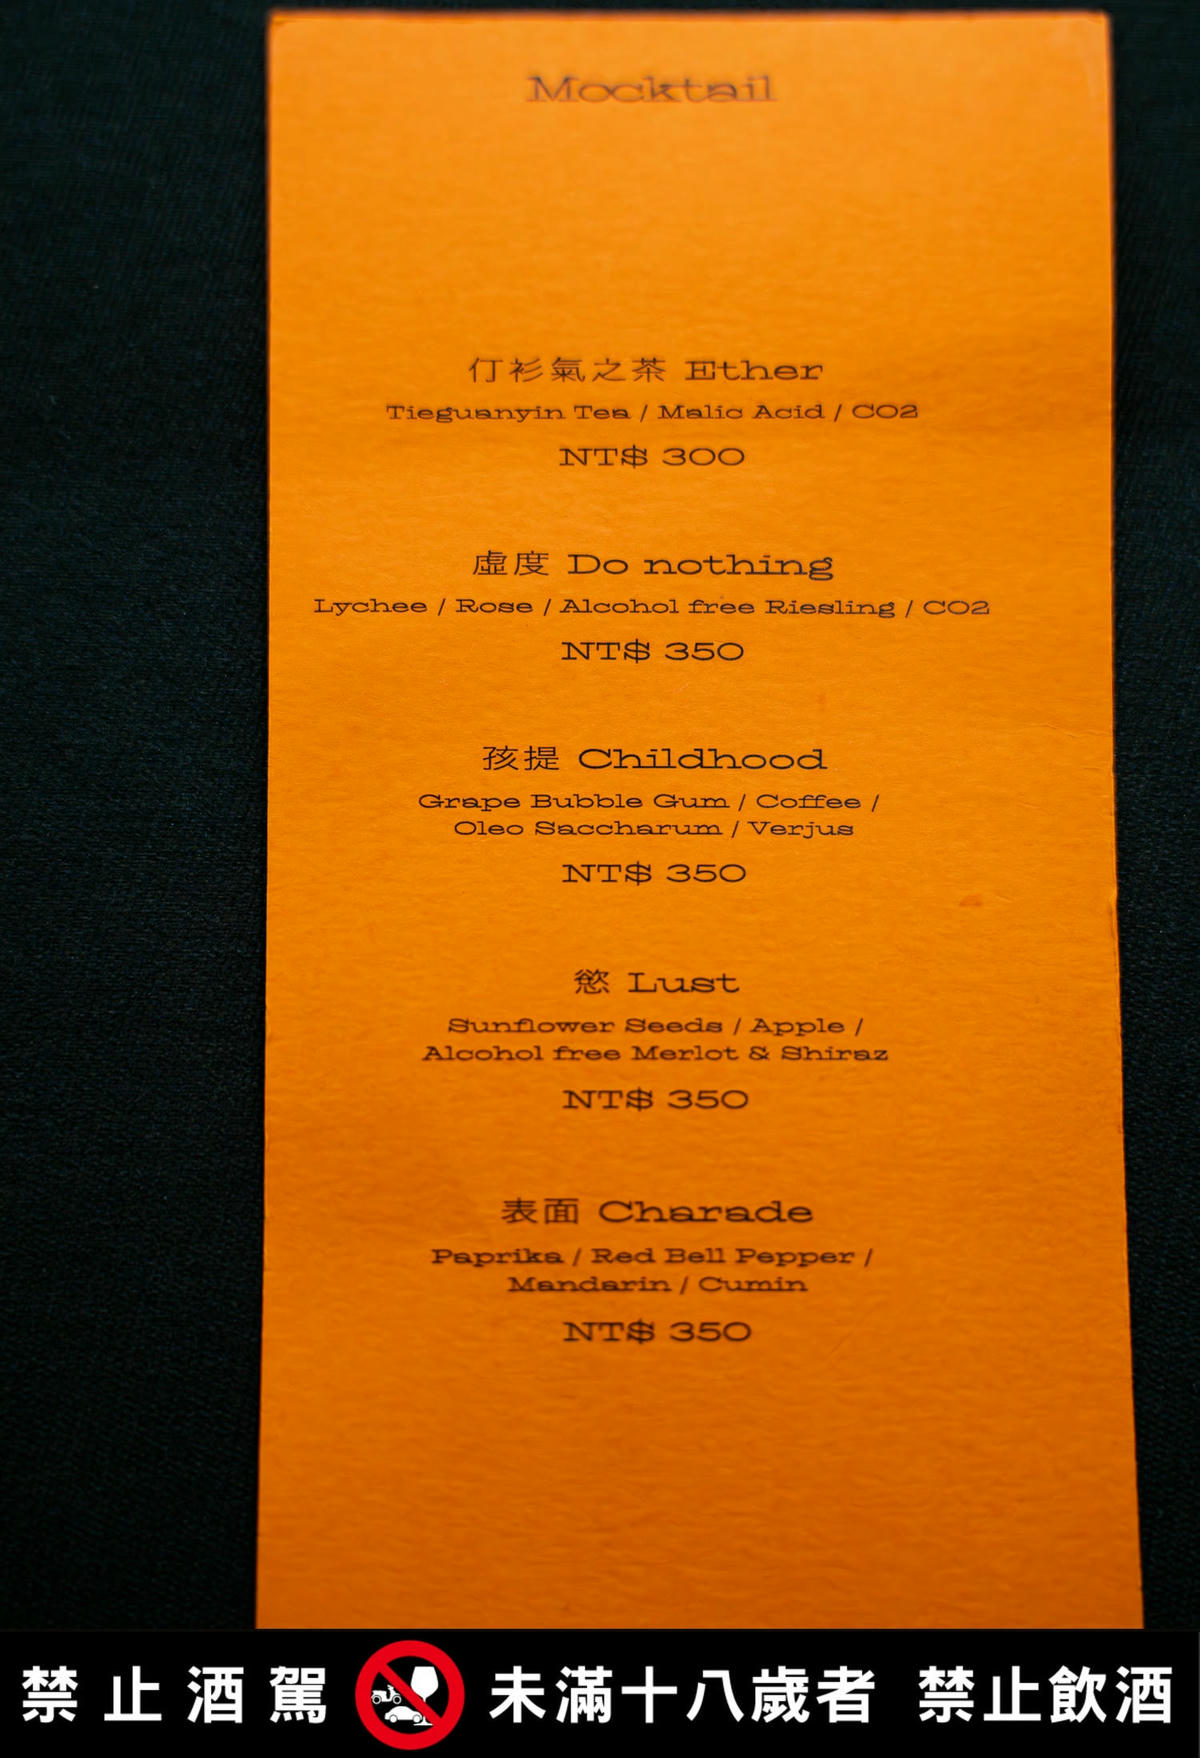 Mocktail
仃衫氣之茶 Ether
Tieguanyin Tea / Malic Acid / CO2
NT$ 300
虛度 Do nothing
Lychee / Rose / Alcohol free Riesling / CO2
NT$ 350
孩提 Childhood
Grape Bubble Gum / Coffee /
Oleo Saccharum / Verjus
NT$ 350
慾 Lust
Sunflower Seeds / Apple /
Alcohol free Merlot & Shiraz
NT$ 350
表面 Charade
Paprika / Red Bell Pepper /
Mandarin / Cumin
NT$ 350
禁止酒駕 未滿十八歲者 禁止飲酒